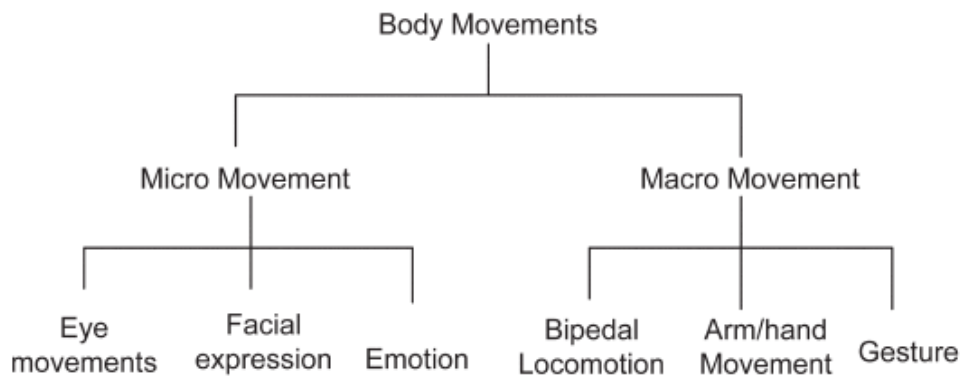 Body Movements
Micro Movement
Macro Movement
Eye
movements
Facial
expression
Emotion
Bipedal
Locomotion
Arm/hand
Movement
Gesture